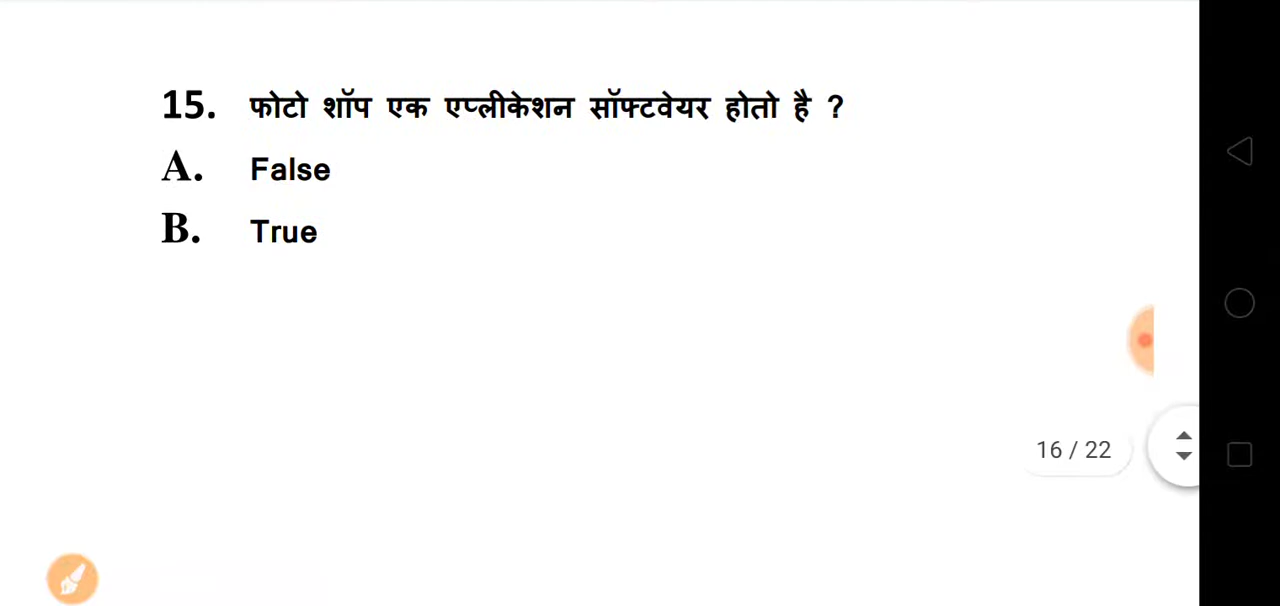 15. फोटो शॉप एक एप्लीकेशन सॉफ्टवेयर होतो है ?
A. False
B. True
16 / 22